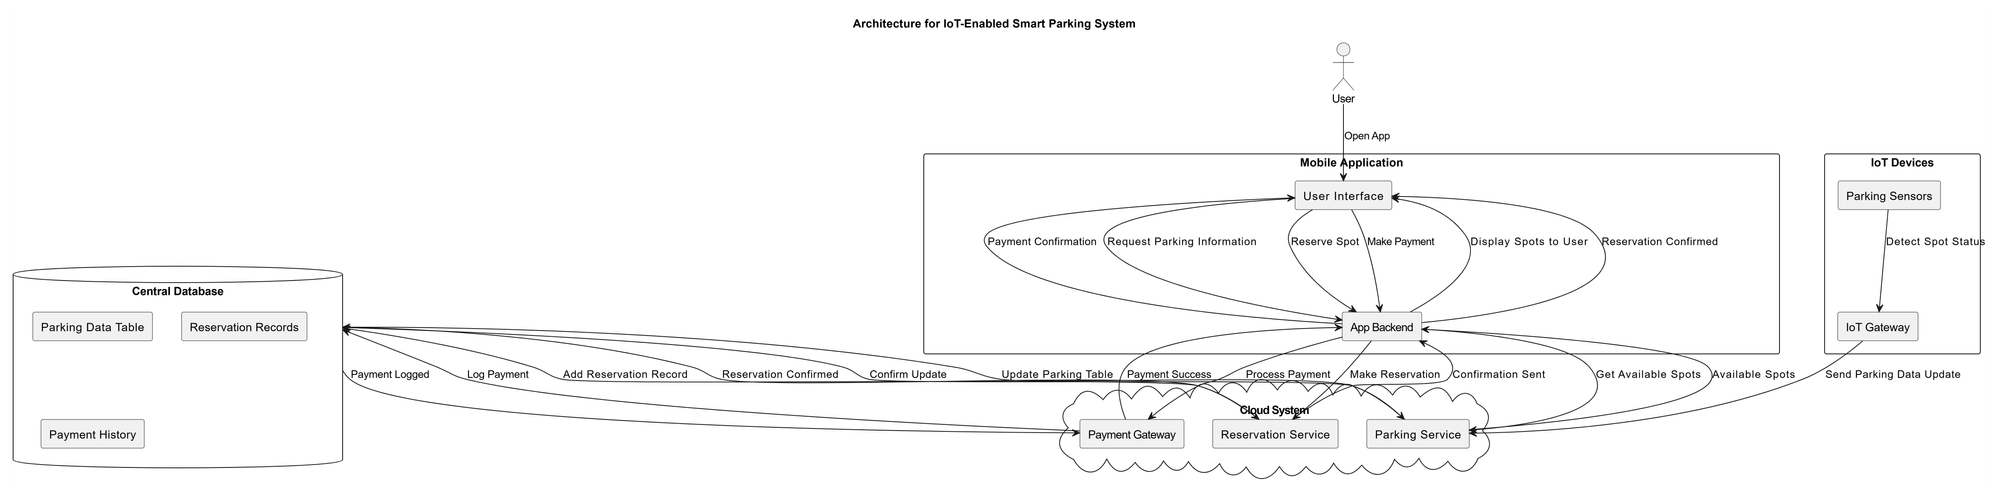 Architecture for IoT-Enabled Smart Parking System
User
Open App
Mobile Application
IoT Devices
User Interface
Parking Sensors
Payment Confirmation
Request Parking Information
Reserve Spot
Make Payment
Display Spots to User
Reservation Confirmed
Detect Spot Status
Central Database
Parking Data Table
Reservation Records
App Backend
IoT Gateway
Payment Logged
Log Payment
Add Reservation Record
Reservation Confirmed
Confirm Update
Update Parking Table
Payment Success
Process Payment
Make Reservation
Confirmation Sent
Get Available Spots
Available Spots
Send Parking Data Update
Cloud System
Payment History
Payment Gateway
Reservation Service
Parking Service